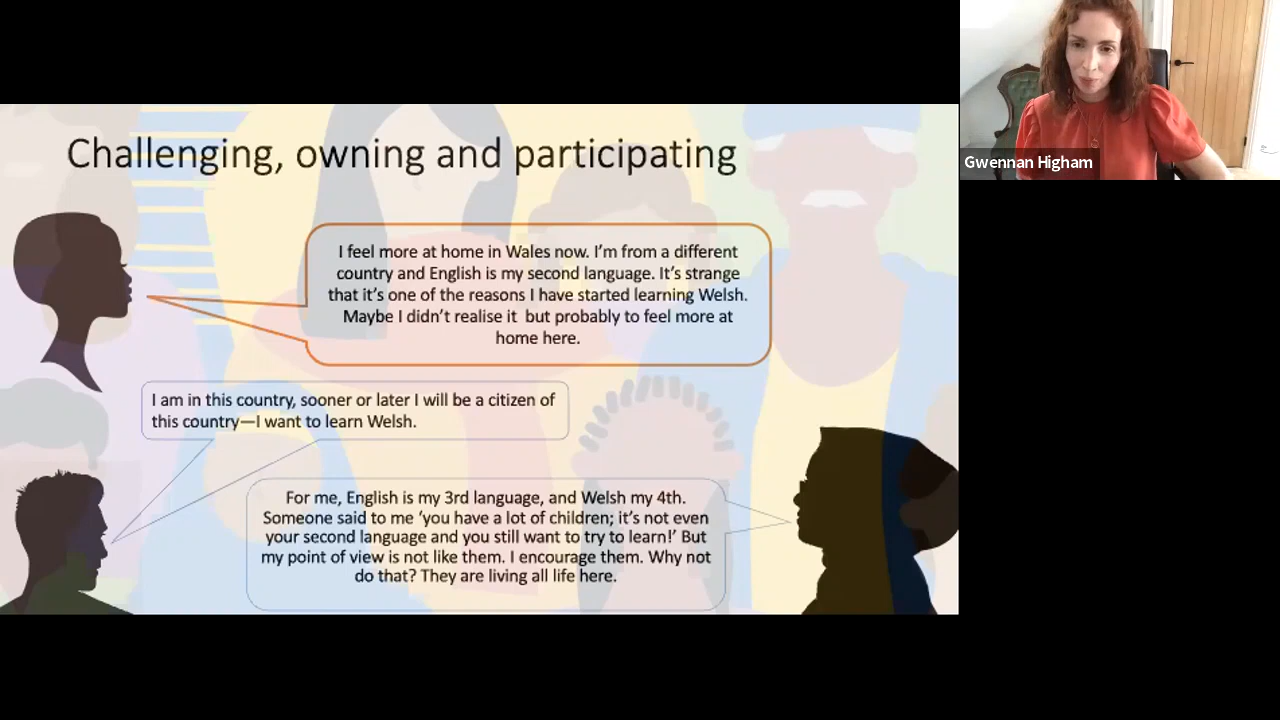 Challenging, owning and participating
I feel more at home in Wales now. I'm from a different
country and English is my second language. It's strange
that it's one of the reasons I have started learning Welsh.
Maybe I didn't realise it  but probably to feel more at
home here.
I am in this country, sooner or later I will be a citizen of
this country—I want to learn Welsh.
For me, English is my 3rd language, and Welsh my 4th.
Someone said to me 'you have a lot of children; it's not even
your second language and you still want to try to learn!' But
my point of view is not like them. I encourage them. Why not
do that? They are living all life here.
Gwennan Higham